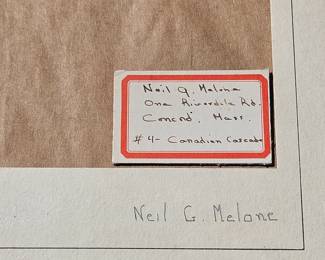 Neil G. Malone
One Riverdale Rd.
Concord, Mass.
#4- Canadian Cascade
Neil G. Malone